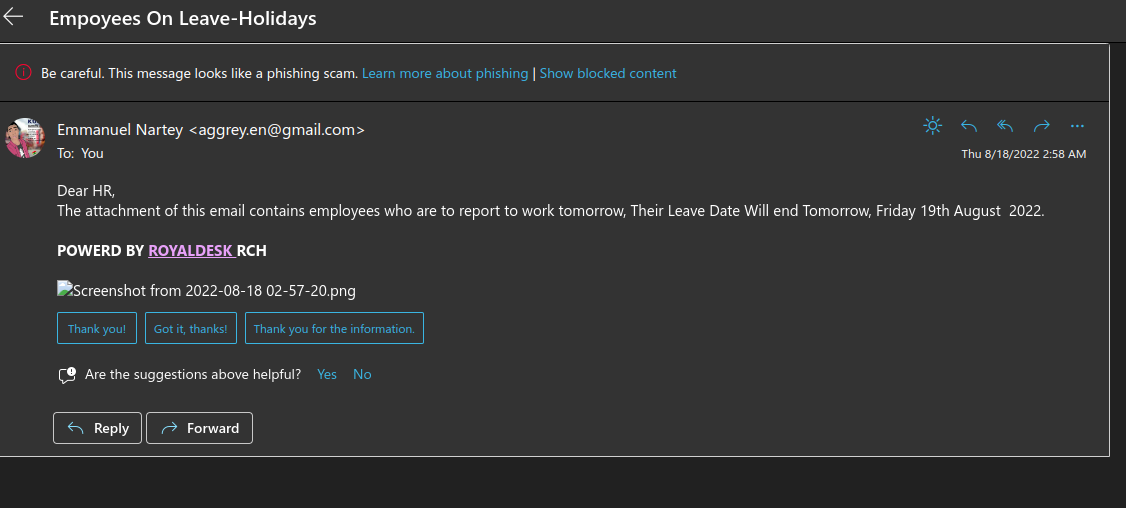 Empoyees On Leave-Holidays
Be careful. This message looks like a phishing scam. Learn more about phishing | Show blocked content
Emmanuel Nartey <aggrey.en@gmail.com>
To: You
Thu 8/18/2022 2:58 AM
Dear HR,
The attachment of this email contains employees who are to report to work tomorrow, Their Leave Date Will end Tomorrow, Friday 19th August  2022.
POWERD BY ROYALDESK RCH
Screenshot from 2022-08-18 02-57-20.png
Thank you! Got it, thanks! Thank you for the information.
Are the suggestions above helpful? Yes No
Reply Forward